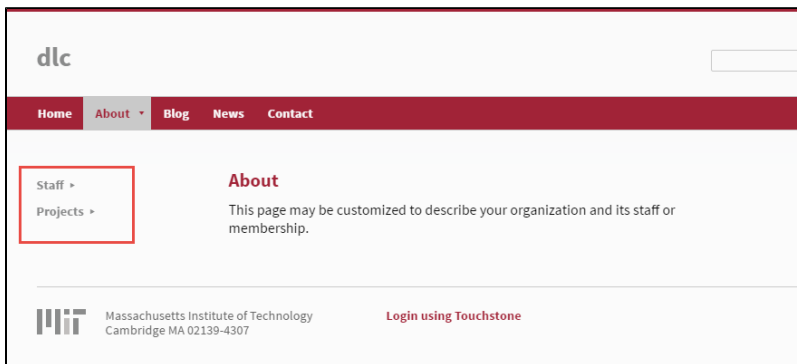 dlc
Home About Blog News Contact
Staff
Projects
About
This page may be customized to describe your organization and its staff or
membership.
MIT
Massachusetts Institute of Technology
Cambridge MA 02139-4307
Login using Touchstone